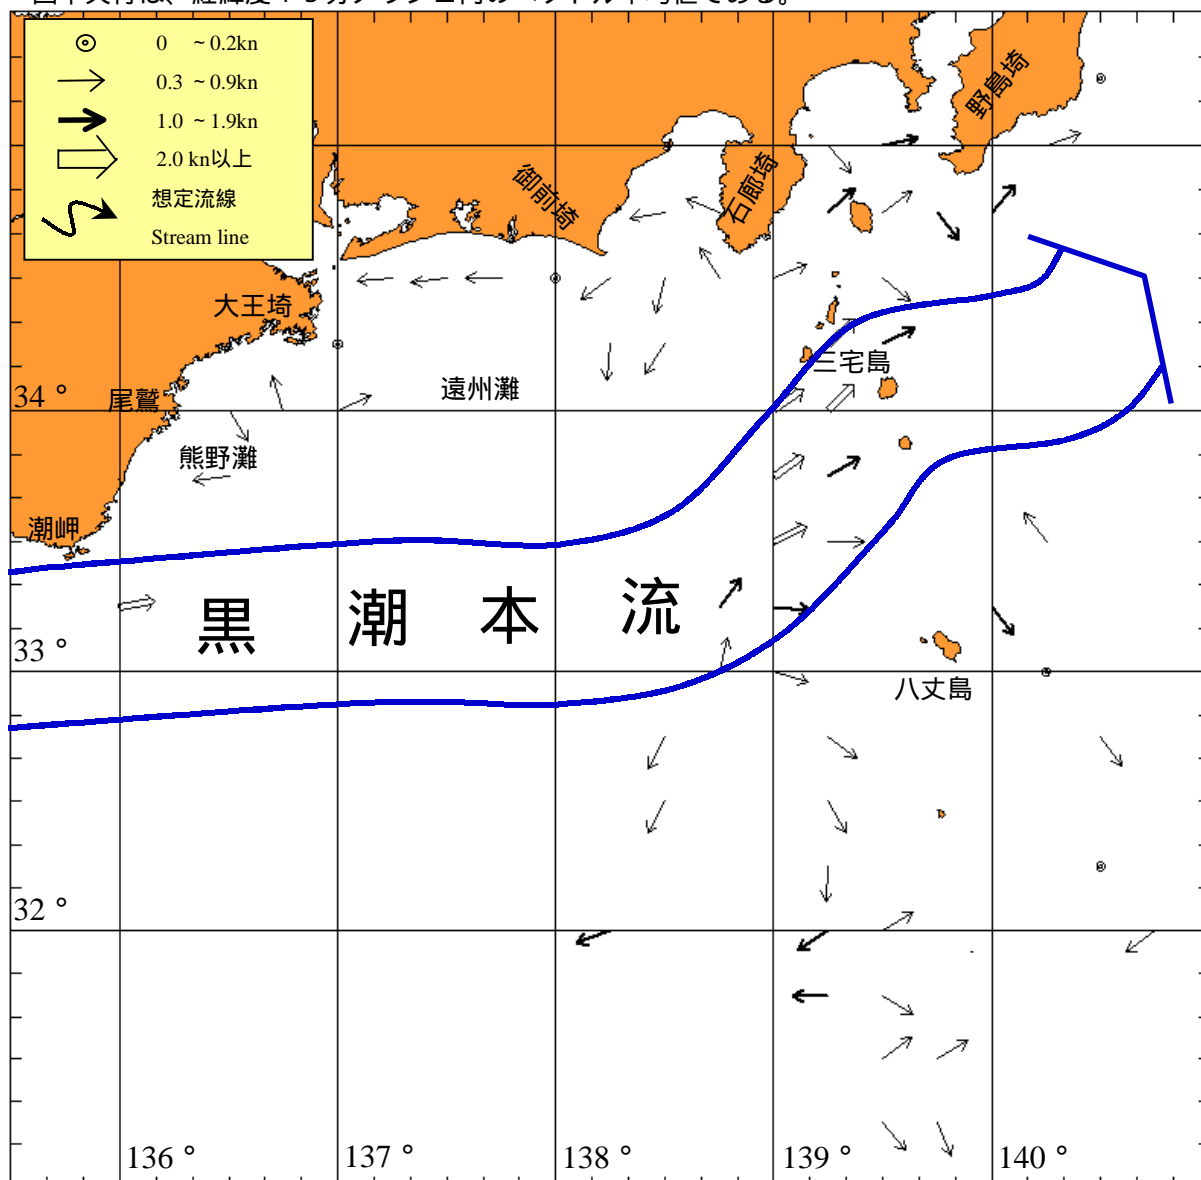 0 ~0.2kn
0.3 ~0.9kn
1.0 ~1.9kn
2.0 kn以上
想定流線
Stream line
野島埼
石廊埼
御前埼
大王埼
尾鷲
遠州灘
三宅島
34°
熊野灘
潮岬
黒潮本流
33°
八丈島
32°
136° 137° 138° 139° 140°